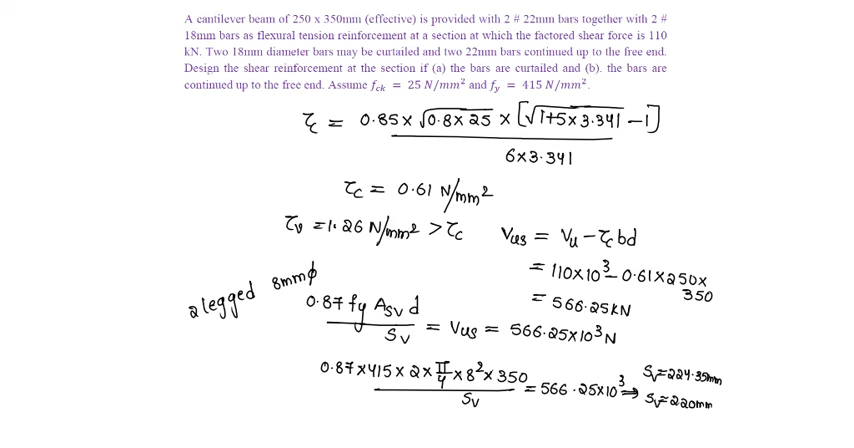 A cantilever beam of 250 x 350mm (effective) is provided with 2 # 22mm bars together with 2 #
18mm bars as flexural tension reinforcement at a section at which the factored shear force is 110
kN. Two 18mm diameter bars may be curtailed and two 22mm bars continued up to the free end.
Design the shear reinforcement at the section if (a) the bars are curtailed and (b). the bars are
continued up to the free end. Assume f_ck = 25 N/mm² and f_y = 415 N/mm².
τc = 0.85 × √0.8×25 × [√1+5×3.341 −1]
6×3.341
τc = 0.61 N/mm²
τv = 1.26 N/mm² > τc
Vus = Vu − τc bd
= 110×10³ − 0.61×250×
350
= 566.25kN
2 legged 8mm ϕ
0.87 fy Asv d / Sv = Vus = 566.25×10³ N
0.87×415×2×π/4×8²×350 / Sv = 566.25×10³ ⇒ Sv=224.35mm
Sv=220mm